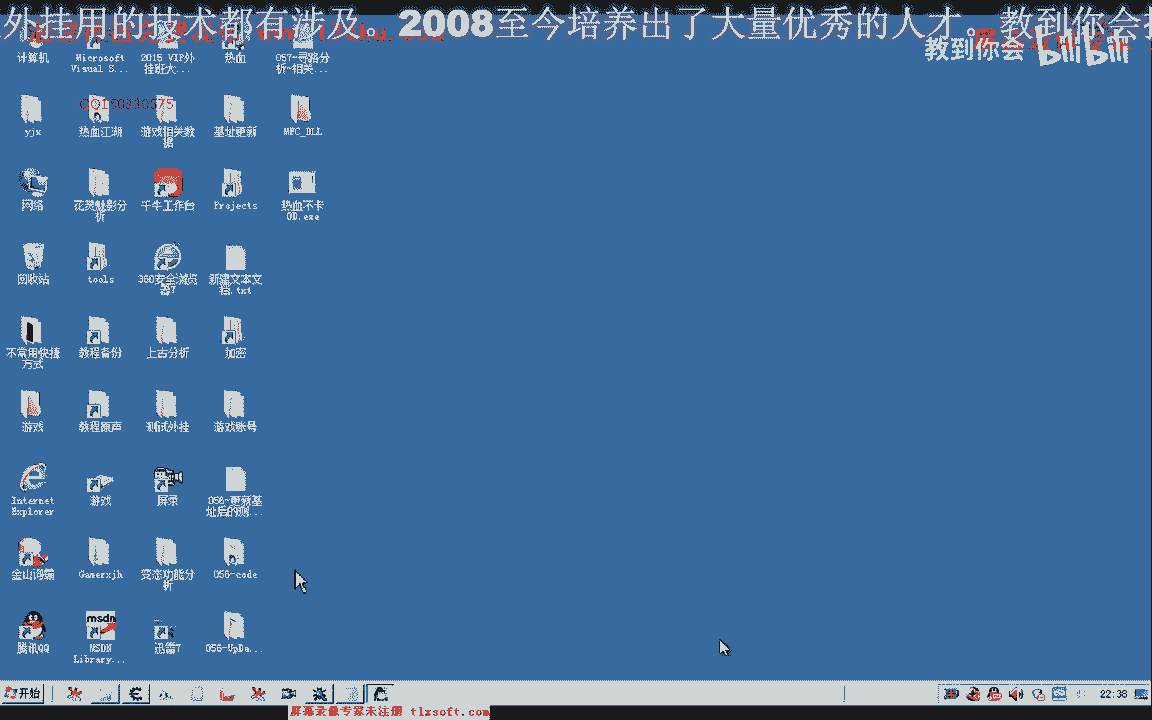 外挂用的技术都有涉及。2008至今培养出了大量优秀的人才。教到你会
教到你会 bilibili
计算机
Microsoft Visual S...
2015 VIP外挂班大...
热血
057~寻路分析~相关...
yjx
热血江湖
游戏相关数据
基址更新
MFC_DLL
网络
花灵魅影分析
千牛工作台
Projects
热血不卡OD.exe
回收站
tools
360安全浏览器7
新建文本文档.txt
不常用快捷方式
教程备份
上古分析
加密
游戏
教程原声
测试外挂
游戏账号
Internet Explorer
游戏
屏录
金山词霸
Gamerxjh
变态功能分析
056-code
腾讯QQ
msdn
MSDN Library...
迅雷7
056-UpDa...
开始
22:38
屏幕录像专家未注册 tlxsoft.com